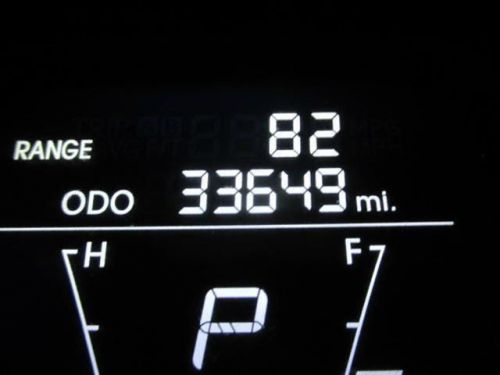 RANGE 82
ODO 33649 mi.
H F
P